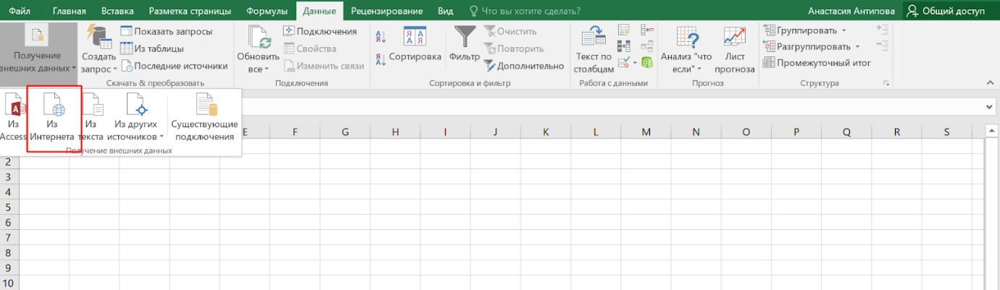 Файл Главная Вставка Разметка страницы Формулы Данные Рецензирование Вид Что вы хотите сделать? Анастасия Антипова Общий доступ
Получение
внешних данных
Создать
запрос
Показать запросы
Из таблицы
Последние источники
Скачать & преобразовать
Обновить
все
Подключения
Свойства
Изменить связи
Подключения
Сортировка
Фильтр
Очистить
Повторить
Дополнительно
Сортировка и фильтр
Текст по
столбцам
Работа с данными
Анализ "что
если"
Лист
прогноза
Прогноз
Группировать
Разгруппировать
Промежуточный итог
Структура
Из
Access
Из
Интернета
Из
текста
Из других
источников
Существующие
подключения
Получение внешних данных
E F G H I J K L M N O P Q R S
2
3
4
5
6
7
8
9
10